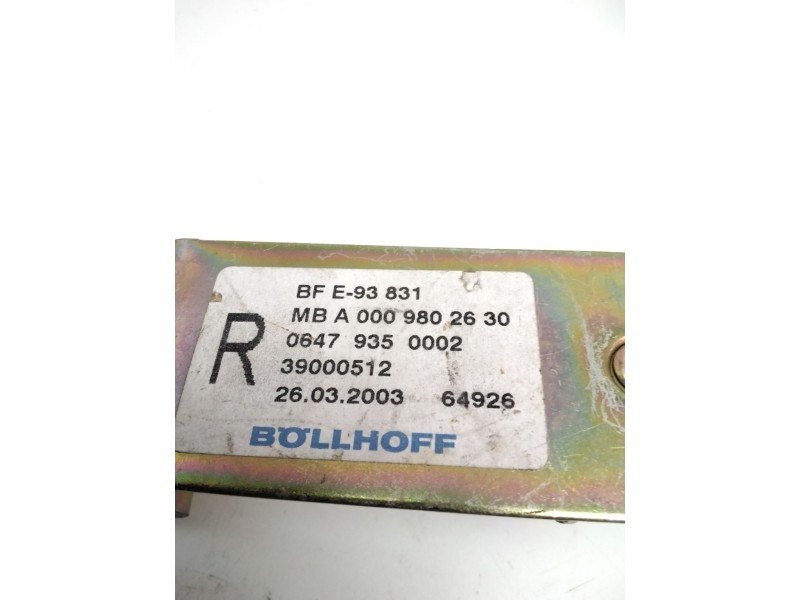 BF E-93 831
MB A 000 980 26 30
R
0647 935 0002
39000512
26.03.2003 64926
BÖLLHOFF